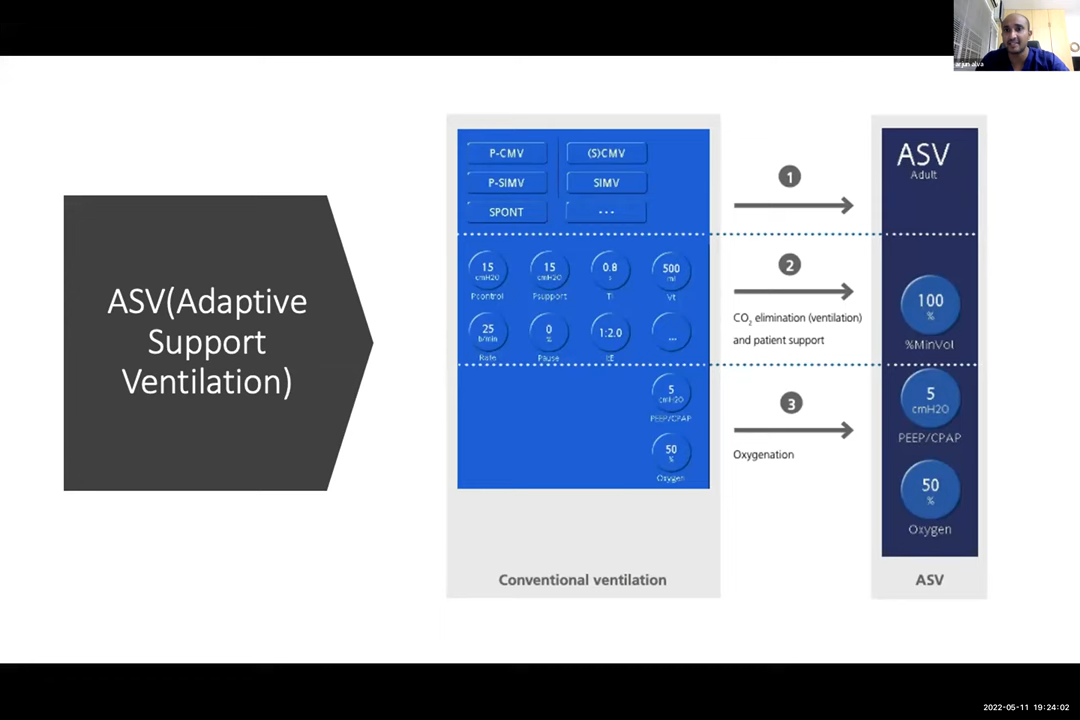 arjun alva
ASV(Adaptive
Support
Ventilation)
P-CMV
(S)CMV
P-SIMV
SIMV
SPONT
...
15
cmH2O
Pcontrol
15
cmH2O
Psupport
0.8
s
TI
500
ml
Vt
25
b/min
Rate
0
%
Pause
1:2.0
I:E
...
5
cmH2O
PEEP/CPAP
50
%
Oxygen
Conventional ventilation
1
2
CO2 elimination (ventilation)
and patient support
3
Oxygenation
ASV
Adult
100
%
%MinVol
5
cmH2O
PEEP/CPAP
50
%
Oxygen
ASV
2022-05-11 19:24:02